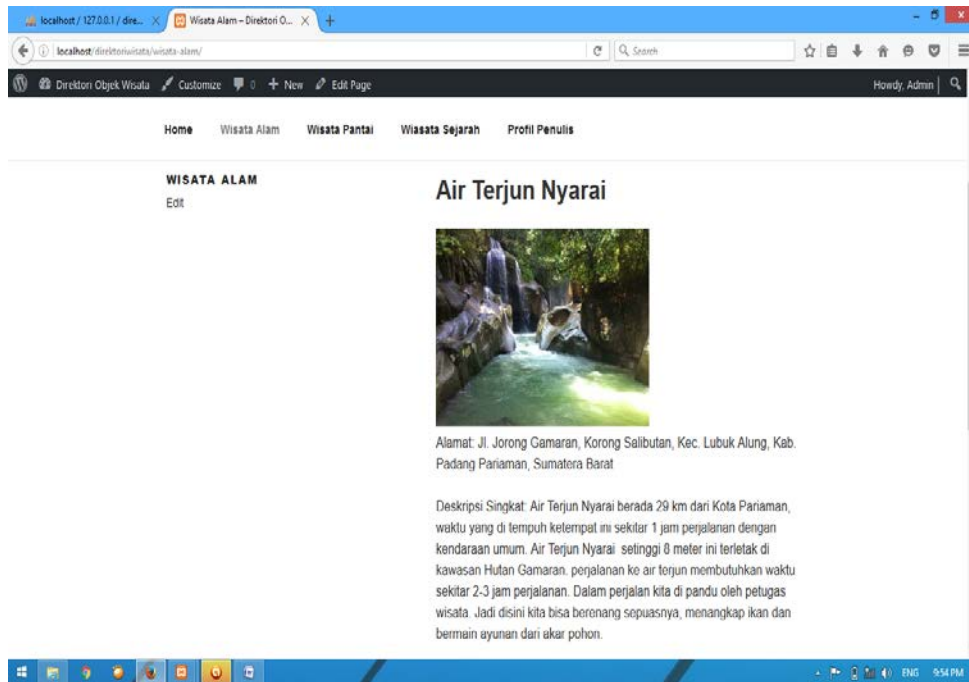 localhost / 127.0.0.1 / dire...
Wisata Alam – Direktori O...
localhost/direktoriwisata/wisata-alam/
Search
Direktori Objek Wisata Customize 0 New Edit Page
Howdy, Admin
Home Wisata Alam Wisata Pantai Wiasata Sejarah Profil Penulis
WISATA ALAM
Edit
Air Terjun Nyarai
Alamat: Jl. Jorong Gamaran, Korong Salibutan, Kec. Lubuk Alung, Kab.
Padang Pariaman, Sumatera Barat
Deskripsi Singkat: Air Terjun Nyarai berada 29 km dari Kota Pariaman,
waktu yang di tempuh ketempat ini sekitar 1 jam perjalanan dengan
kendaraan umum. Air Terjun Nyarai setinggi 8 meter ini terletak di
kawasan Hutan Gamaran. perjalanan ke air terjun membutuhkan waktu
sekitar 2-3 jam perjalanan. Dalam perjalan kita di pandu oleh petugas
wisata. Jadi disini kita bisa berenang sepuasnya, menangkap ikan dan
bermain ayunan dari akar pohon.
ENG 9:54 PM